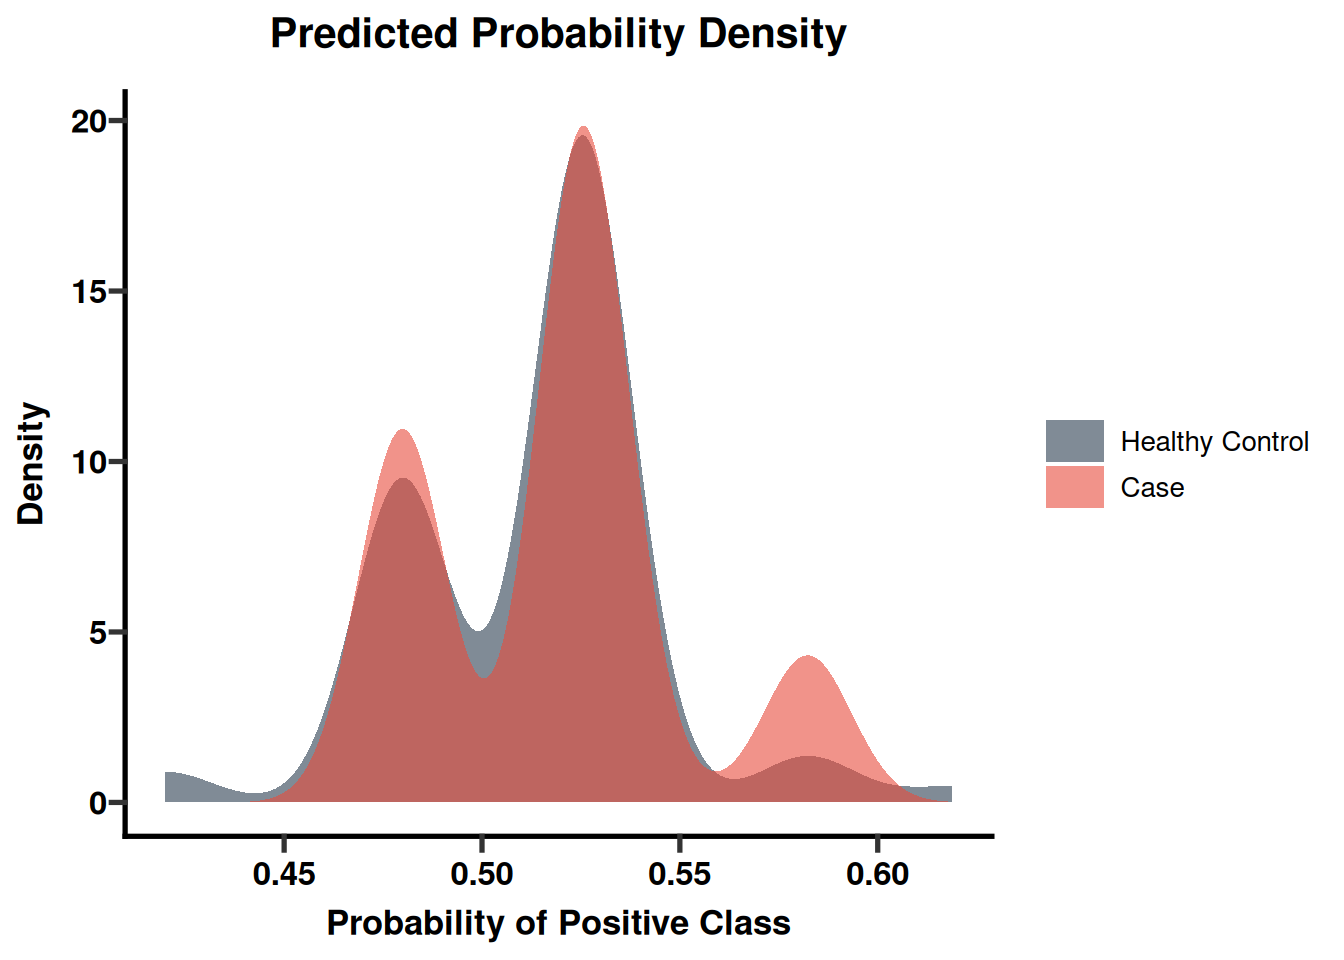 Predicted Probability Density
20
15
10
5
0
Density
0.45
0.50
0.55
0.60
Probability of Positive Class
Healthy Control
Case